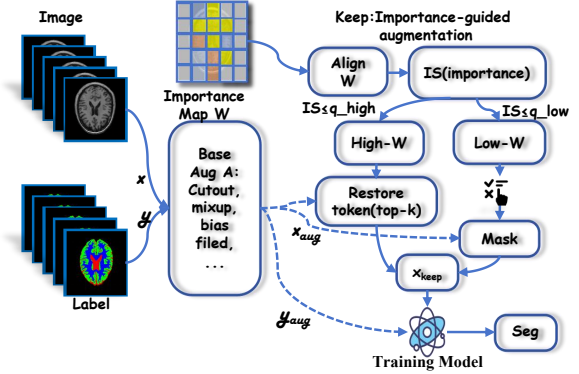 Image
Keep:Importance-guided
augmentation
Align
W
IS(importance)
Importance
Map W
IS≤q_high
IS≤q_low
High-W
Low-W
Base
Aug A:
Cutout,
mixup,
bias
filed,
...
x
y
Restore
token(top-k)
x_aug
Mask
x_keep
y_aug
Label
Seg
Training Model